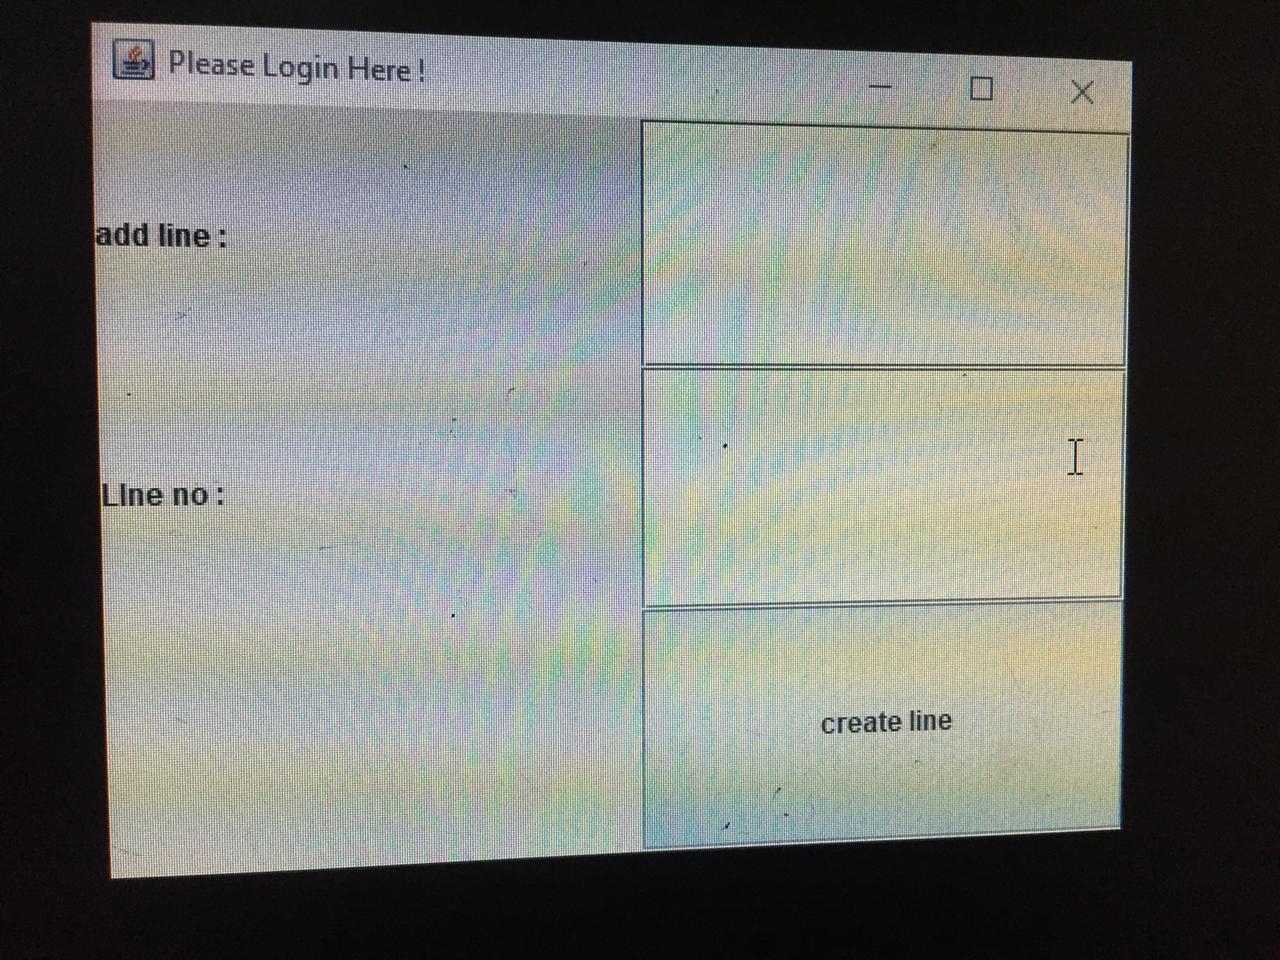 Please Login Here !
add line :
LIne no :
create line